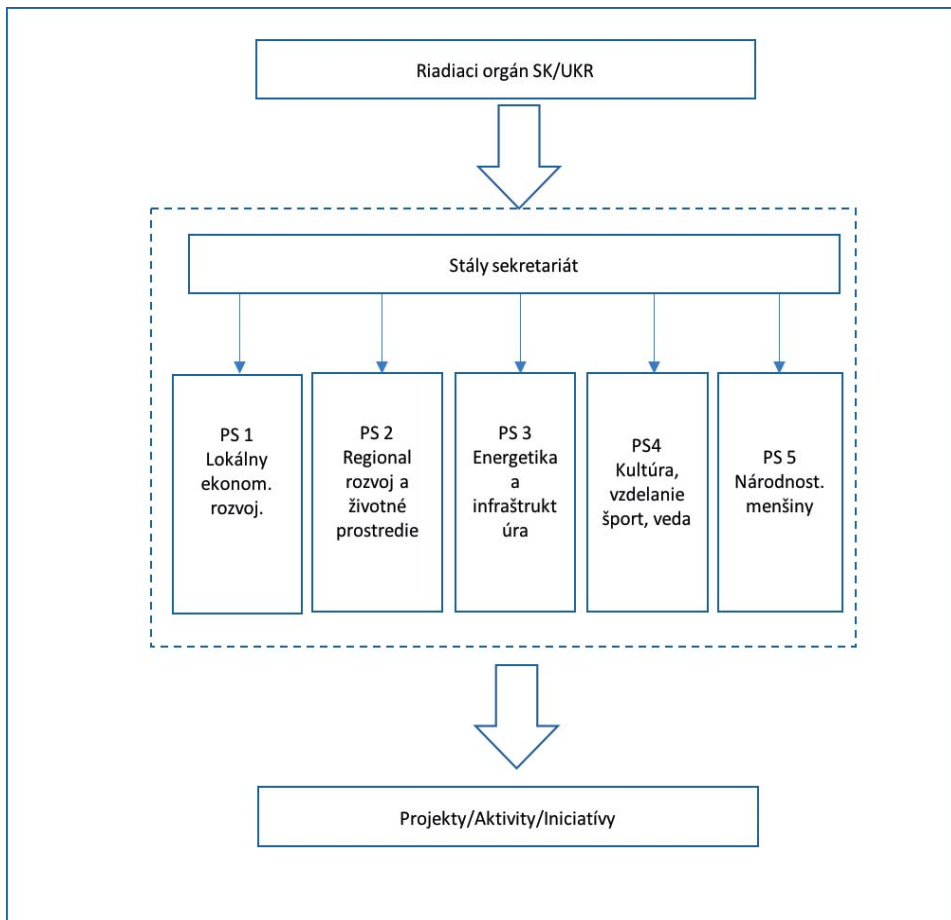 Riadiaci orgán SK/UKR
Stály sekretariát
PS 1
Lokálny
ekonom.
rozvoj.
PS 2
Regional
rozvoj a
životné
prostredie
PS 3
Energetika
a
infraštrukt
úra
PS4
Kultúra,
vzdelanie
šport, veda
PS 5
Národnost.
menšiny
Projekty/Aktivity/Iniciatívy